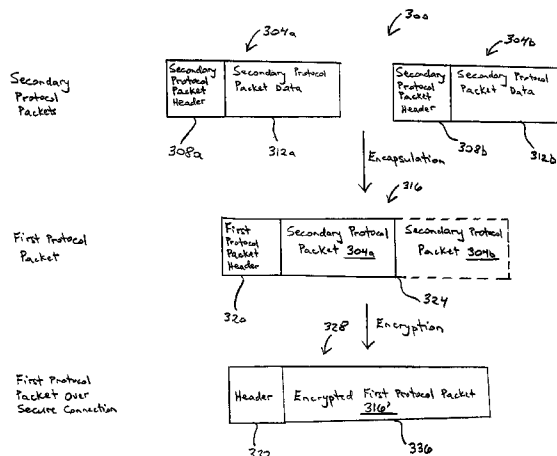 300
304a
304b
Secondary
Protocol
Packets
Secondary
Protocol
Packet
Header
Secondary Protocol
Packet Data
Secondary
Protocol
Packet
Header
Secondary Protocol
Packet Data
308a
312a
308b
312b
Encapsulation
316
First Protocol
Packet
First
Protocol
Packet
Header
Secondary Protocol
Packet 304a
Secondary Protocol
Packet 304b
320
324
Encryption
328
First Protocol
Packet Over
Secure Connection
Header
Encrypted First Protocol Packet
316'
332
336